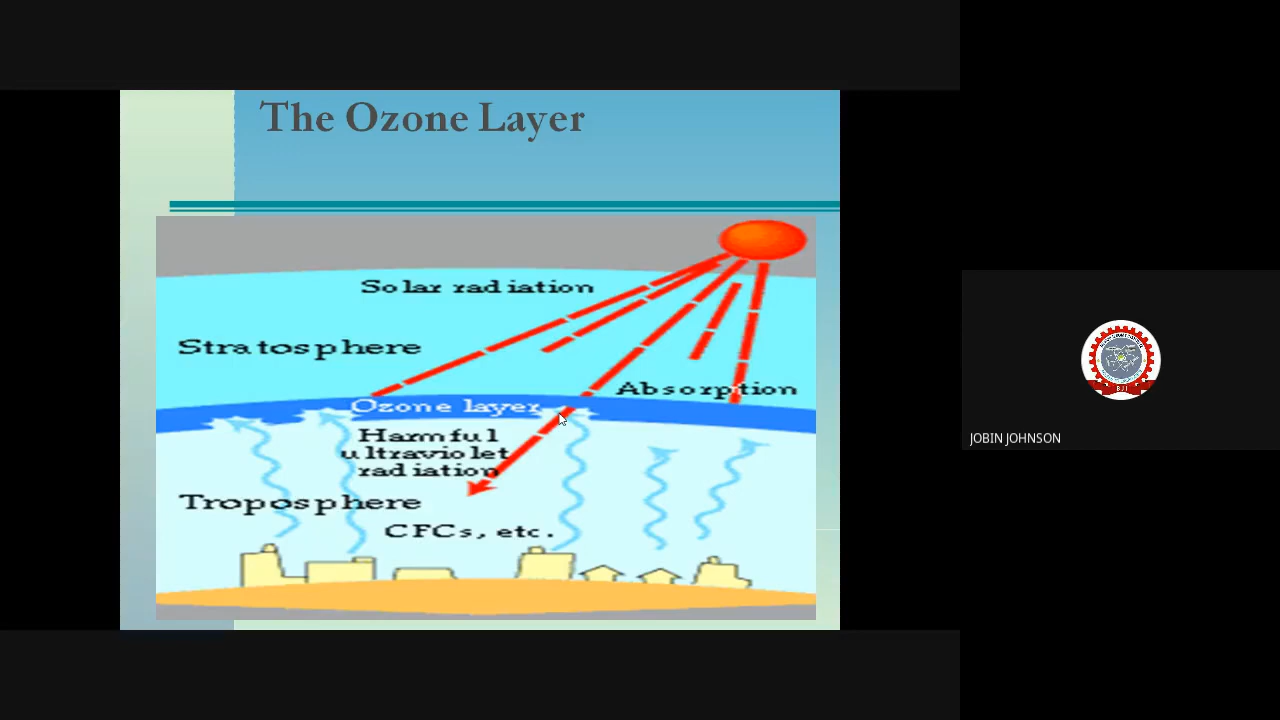 The Ozone Layer
Solar radiation
Stratosphere
Absorption
Ozone layer
Harmful
ultraviolet
radiation
Troposphere
CFCs, etc.
JOBIN JOHNSON